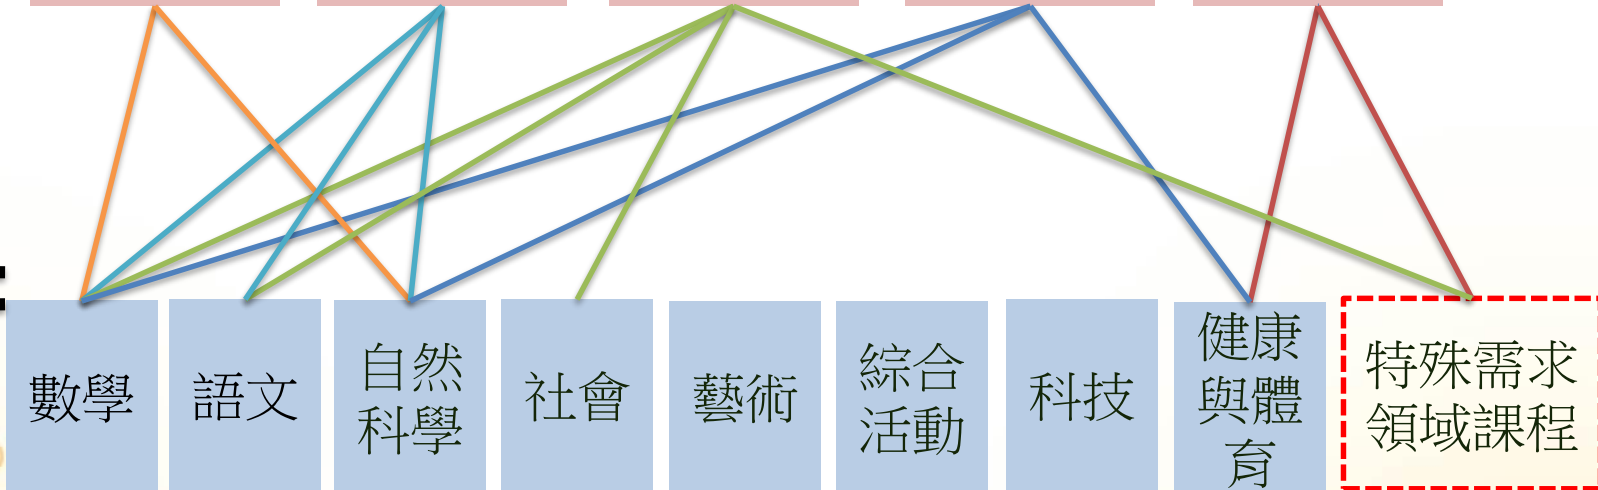 數學
語文
自然
科學
社會
藝術
綜合
活動
科技
健康
與體
育
特殊需求
領域課程